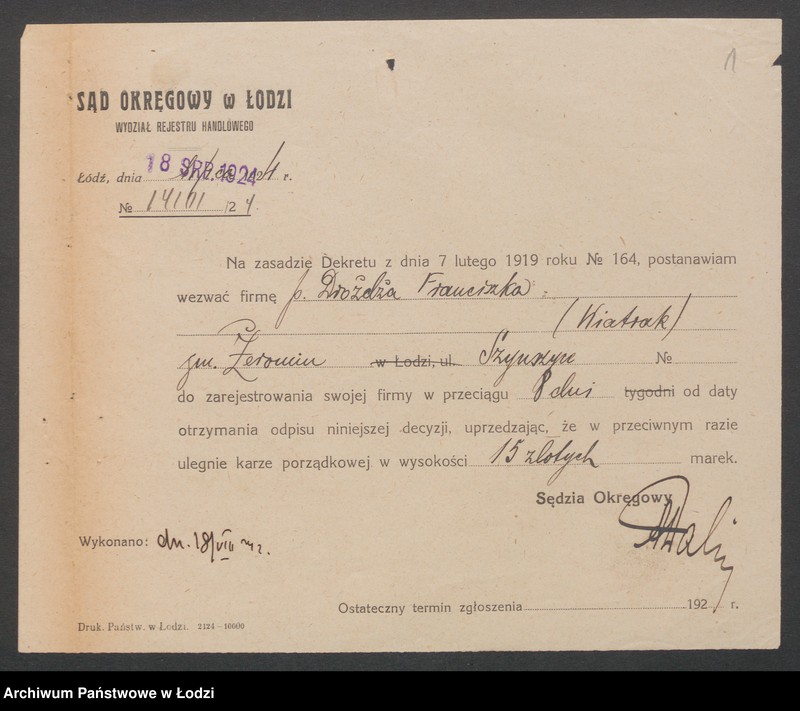 1
SĄD OKRĘGOWY w ŁODZI
WYDZIAŁ REJESTRU HANDLOWEGO
Łódź, dnia 18 SRP. 1924 r.
№ /24
Na zasadzie Dekretu z dnia 7 lutego 1919 roku № 164, postanawiam
wezwać firmę p. Drożdża Franciszka
(Wiatrak)
gm. Żeromin w Łodzi, ul. Szynszyn №
do zarejestrowania swojej firmy w przeciągu 8 dni tygodni od daty
otrzymania odpisu niniejszej decyzji, uprzedzając, że w przeciwnym razie
ulegnie karze porządkowej w wysokości 15 złotych marek.
Sędzia Okręgowy
Wykonano: dn. 18/VIII 24 r.
Ostateczny termin zgłoszenia 192 r.
Druk. Państw. w Łodzi. 2124—10000
Archiwum Państwowe w Łodzi